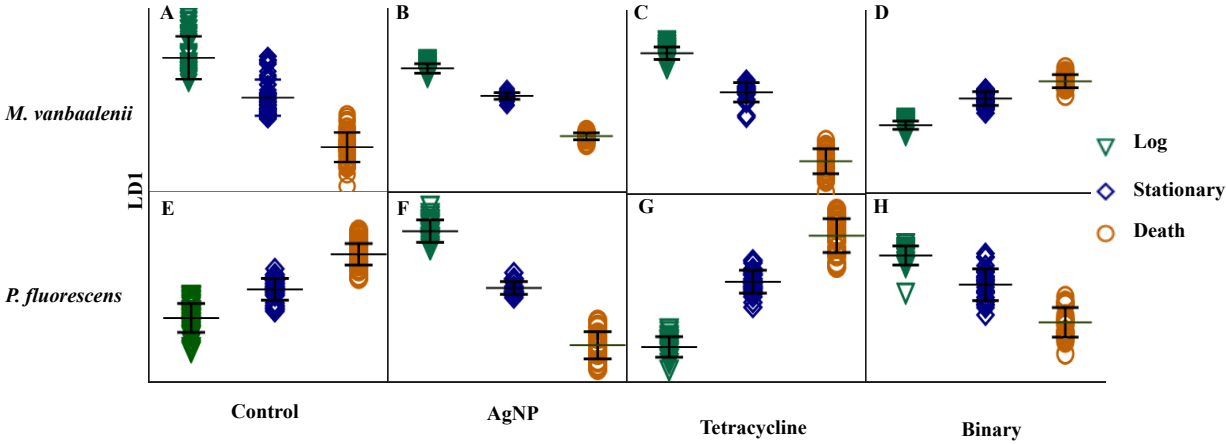 A
B
C
D
M. vanbaalenii
Log
LD1
Stationary
E
F
G
H
Death
P. fluorescens
Control
AgNP
Tetracycline
Binary